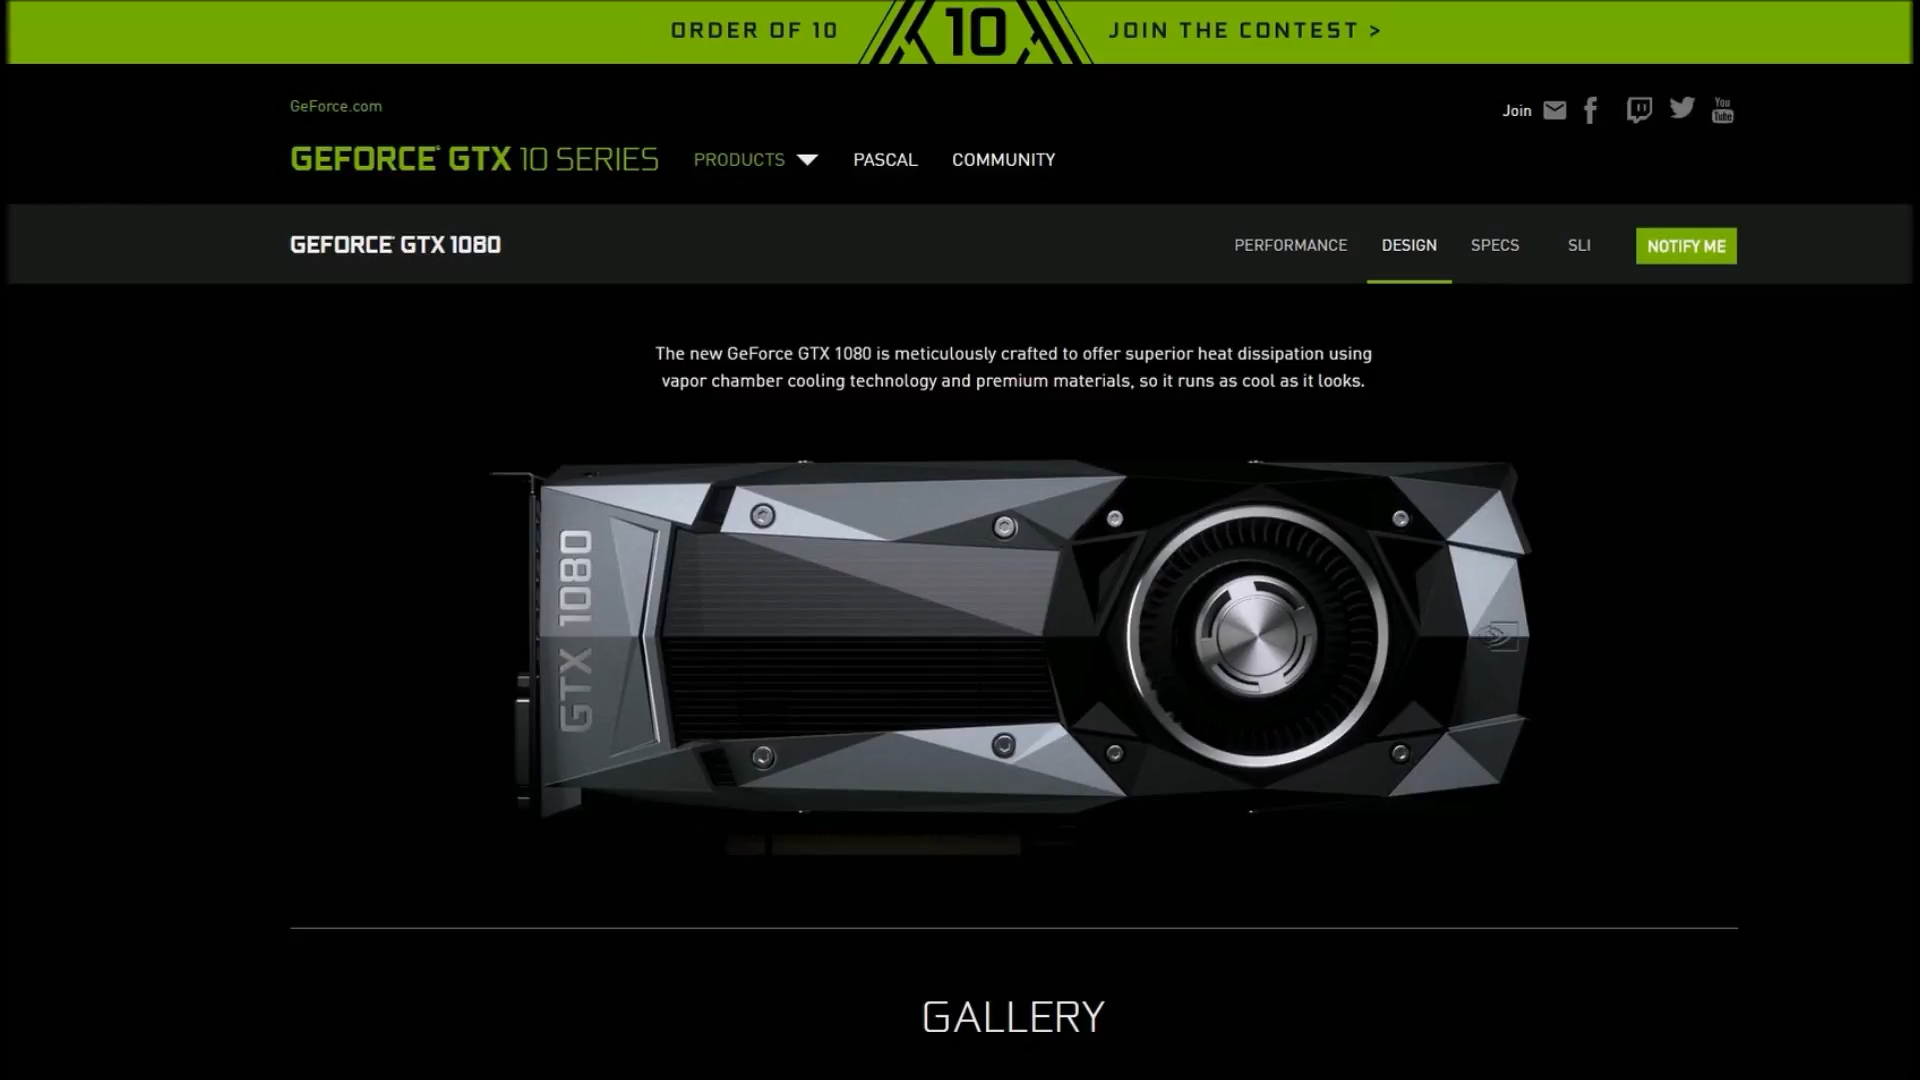 ORDER OF 10 10 JOIN THE CONTEST >
GeForce.com
Join
You
Tube
GEFORCE® GTX 10 SERIES PRODUCTS PASCAL COMMUNITY
GEFORCE® GTX 1080 PERFORMANCE DESIGN SPECS SLI NOTIFY ME
The new GeForce GTX 1080 is meticulously crafted to offer superior heat dissipation using
vapor chamber cooling technology and premium materials, so it runs as cool as it looks.
GTX 1080
GALLERY